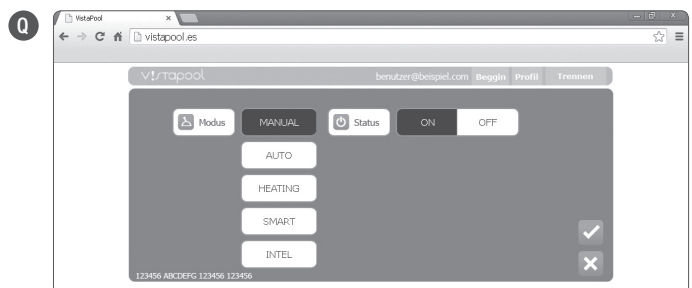 Q
VistaPool
vistapool.es
vistapool benutzer@beispiel.com Beggin Profil Trennen
Modus MANUAL Status ON OFF
AUTO
HEATING
SMART
INTEL
123456 ABCDEFG 123456 123456